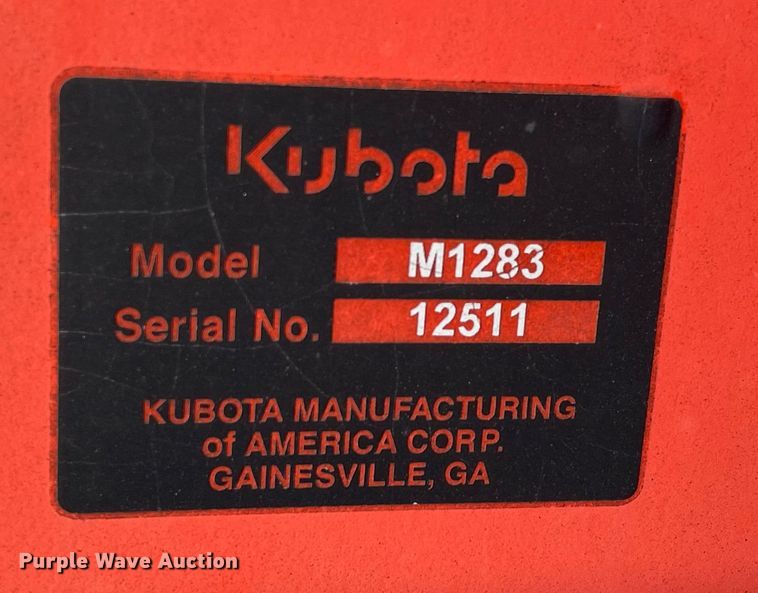 Kubota
Model M1283
Serial No. 12511
KUBOTA MANUFACTURING
of AMERICA CORP.
GAINESVILLE, GA
Purple Wave Auction